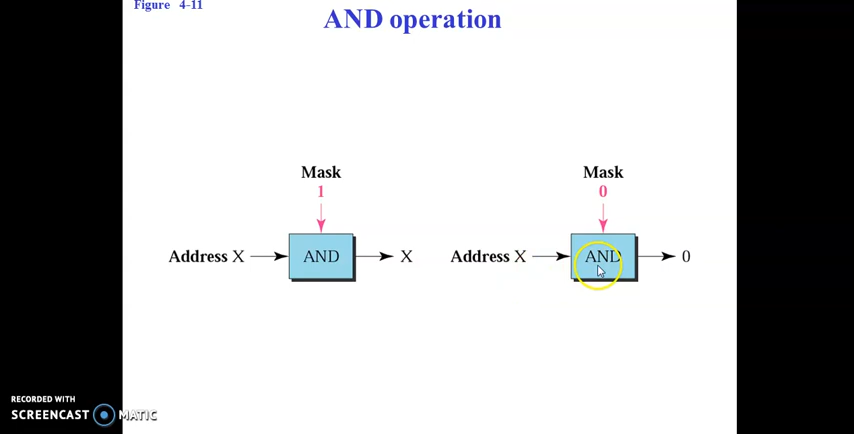 Figure 4-11
AND operation
Mask
1
Address X
AND
X
Mask
0
Address X
AND
0
RECORDED WITH
SCREENCAST MATIC